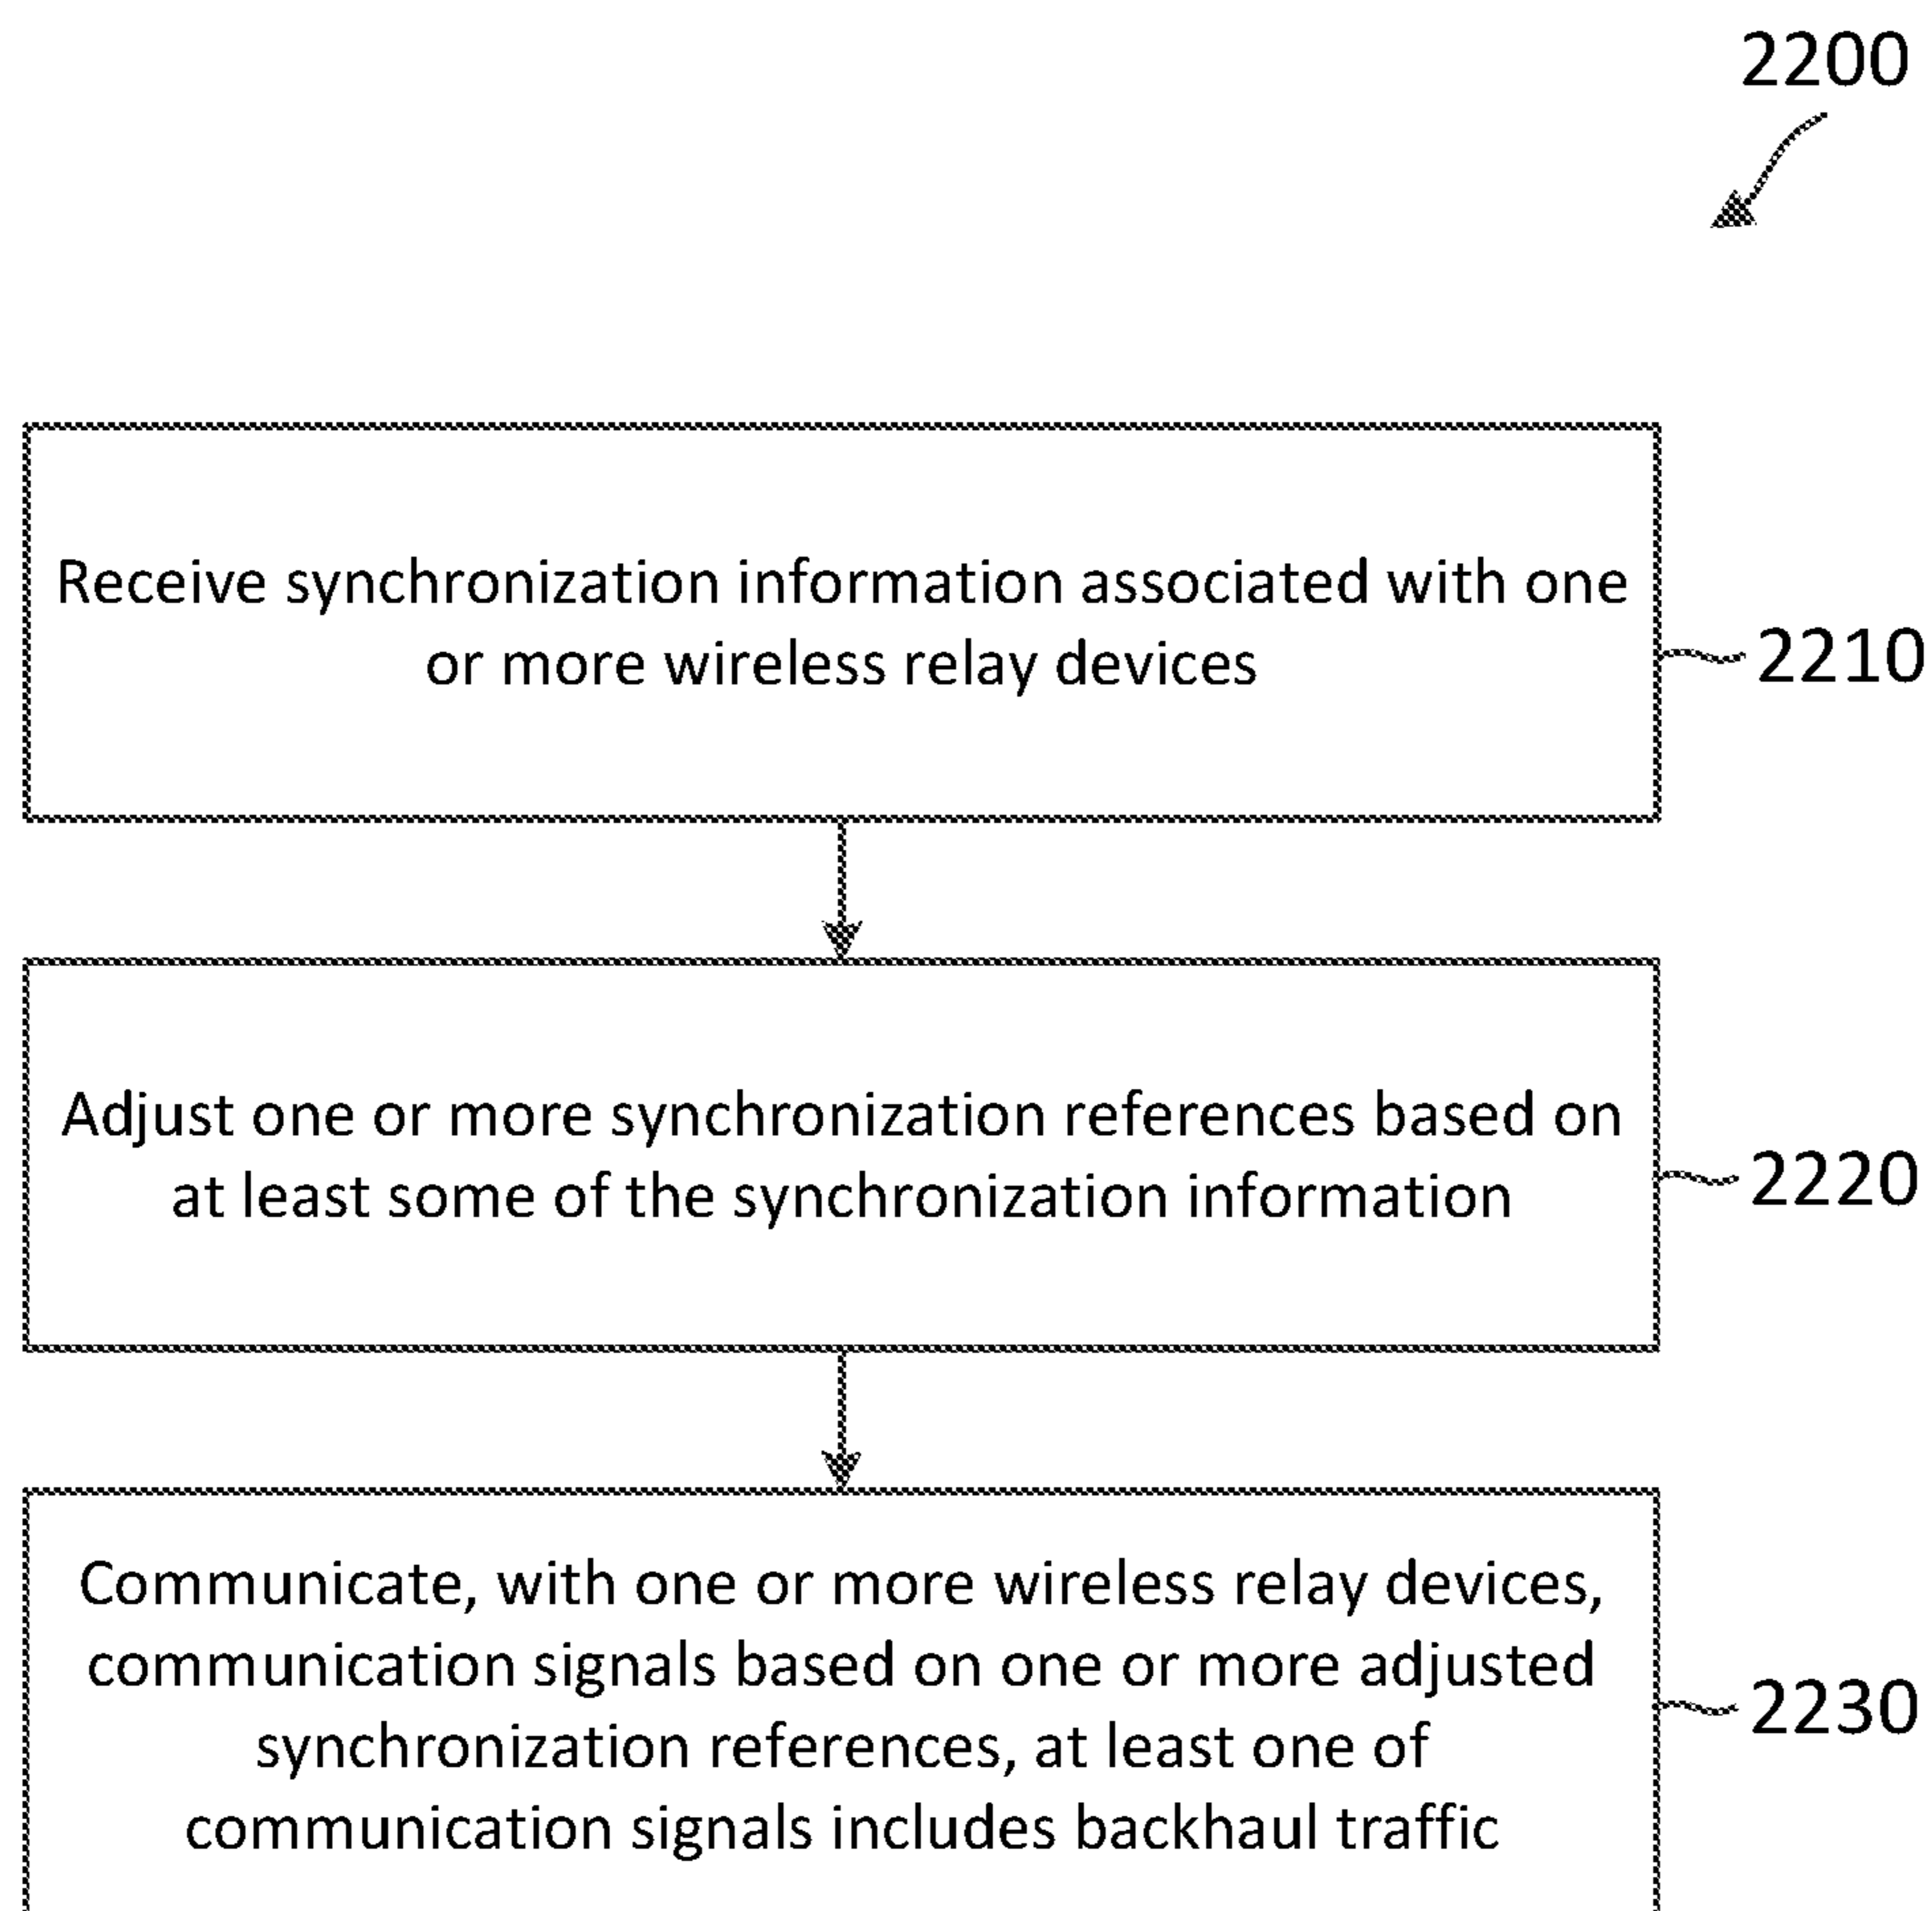 2200
Receive synchronization information associated with one
or more wireless relay devices
2210
Adjust one or more synchronization references based on
at least some of the synchronization information
2220
Communicate, with one or more wireless relay devices,
communication signals based on one or more adjusted
synchronization references, at least one of
communication signals includes backhaul traffic
2230